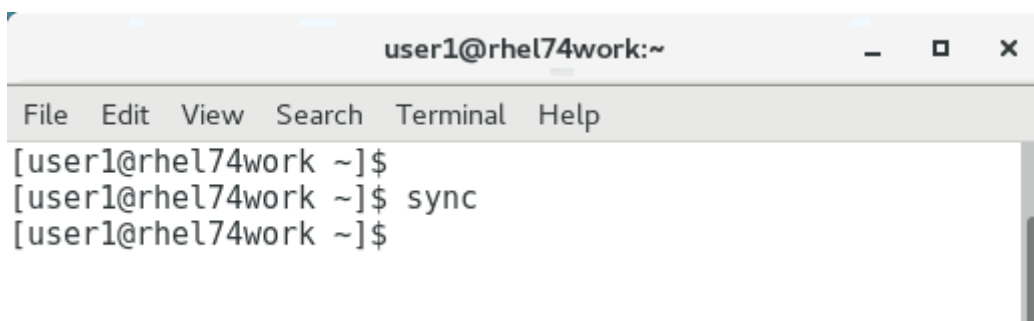 user1@rhel74work:~
File Edit View Search Terminal Help
[user1@rhel74work ~]$
[user1@rhel74work ~]$ sync
[user1@rhel74work ~]$